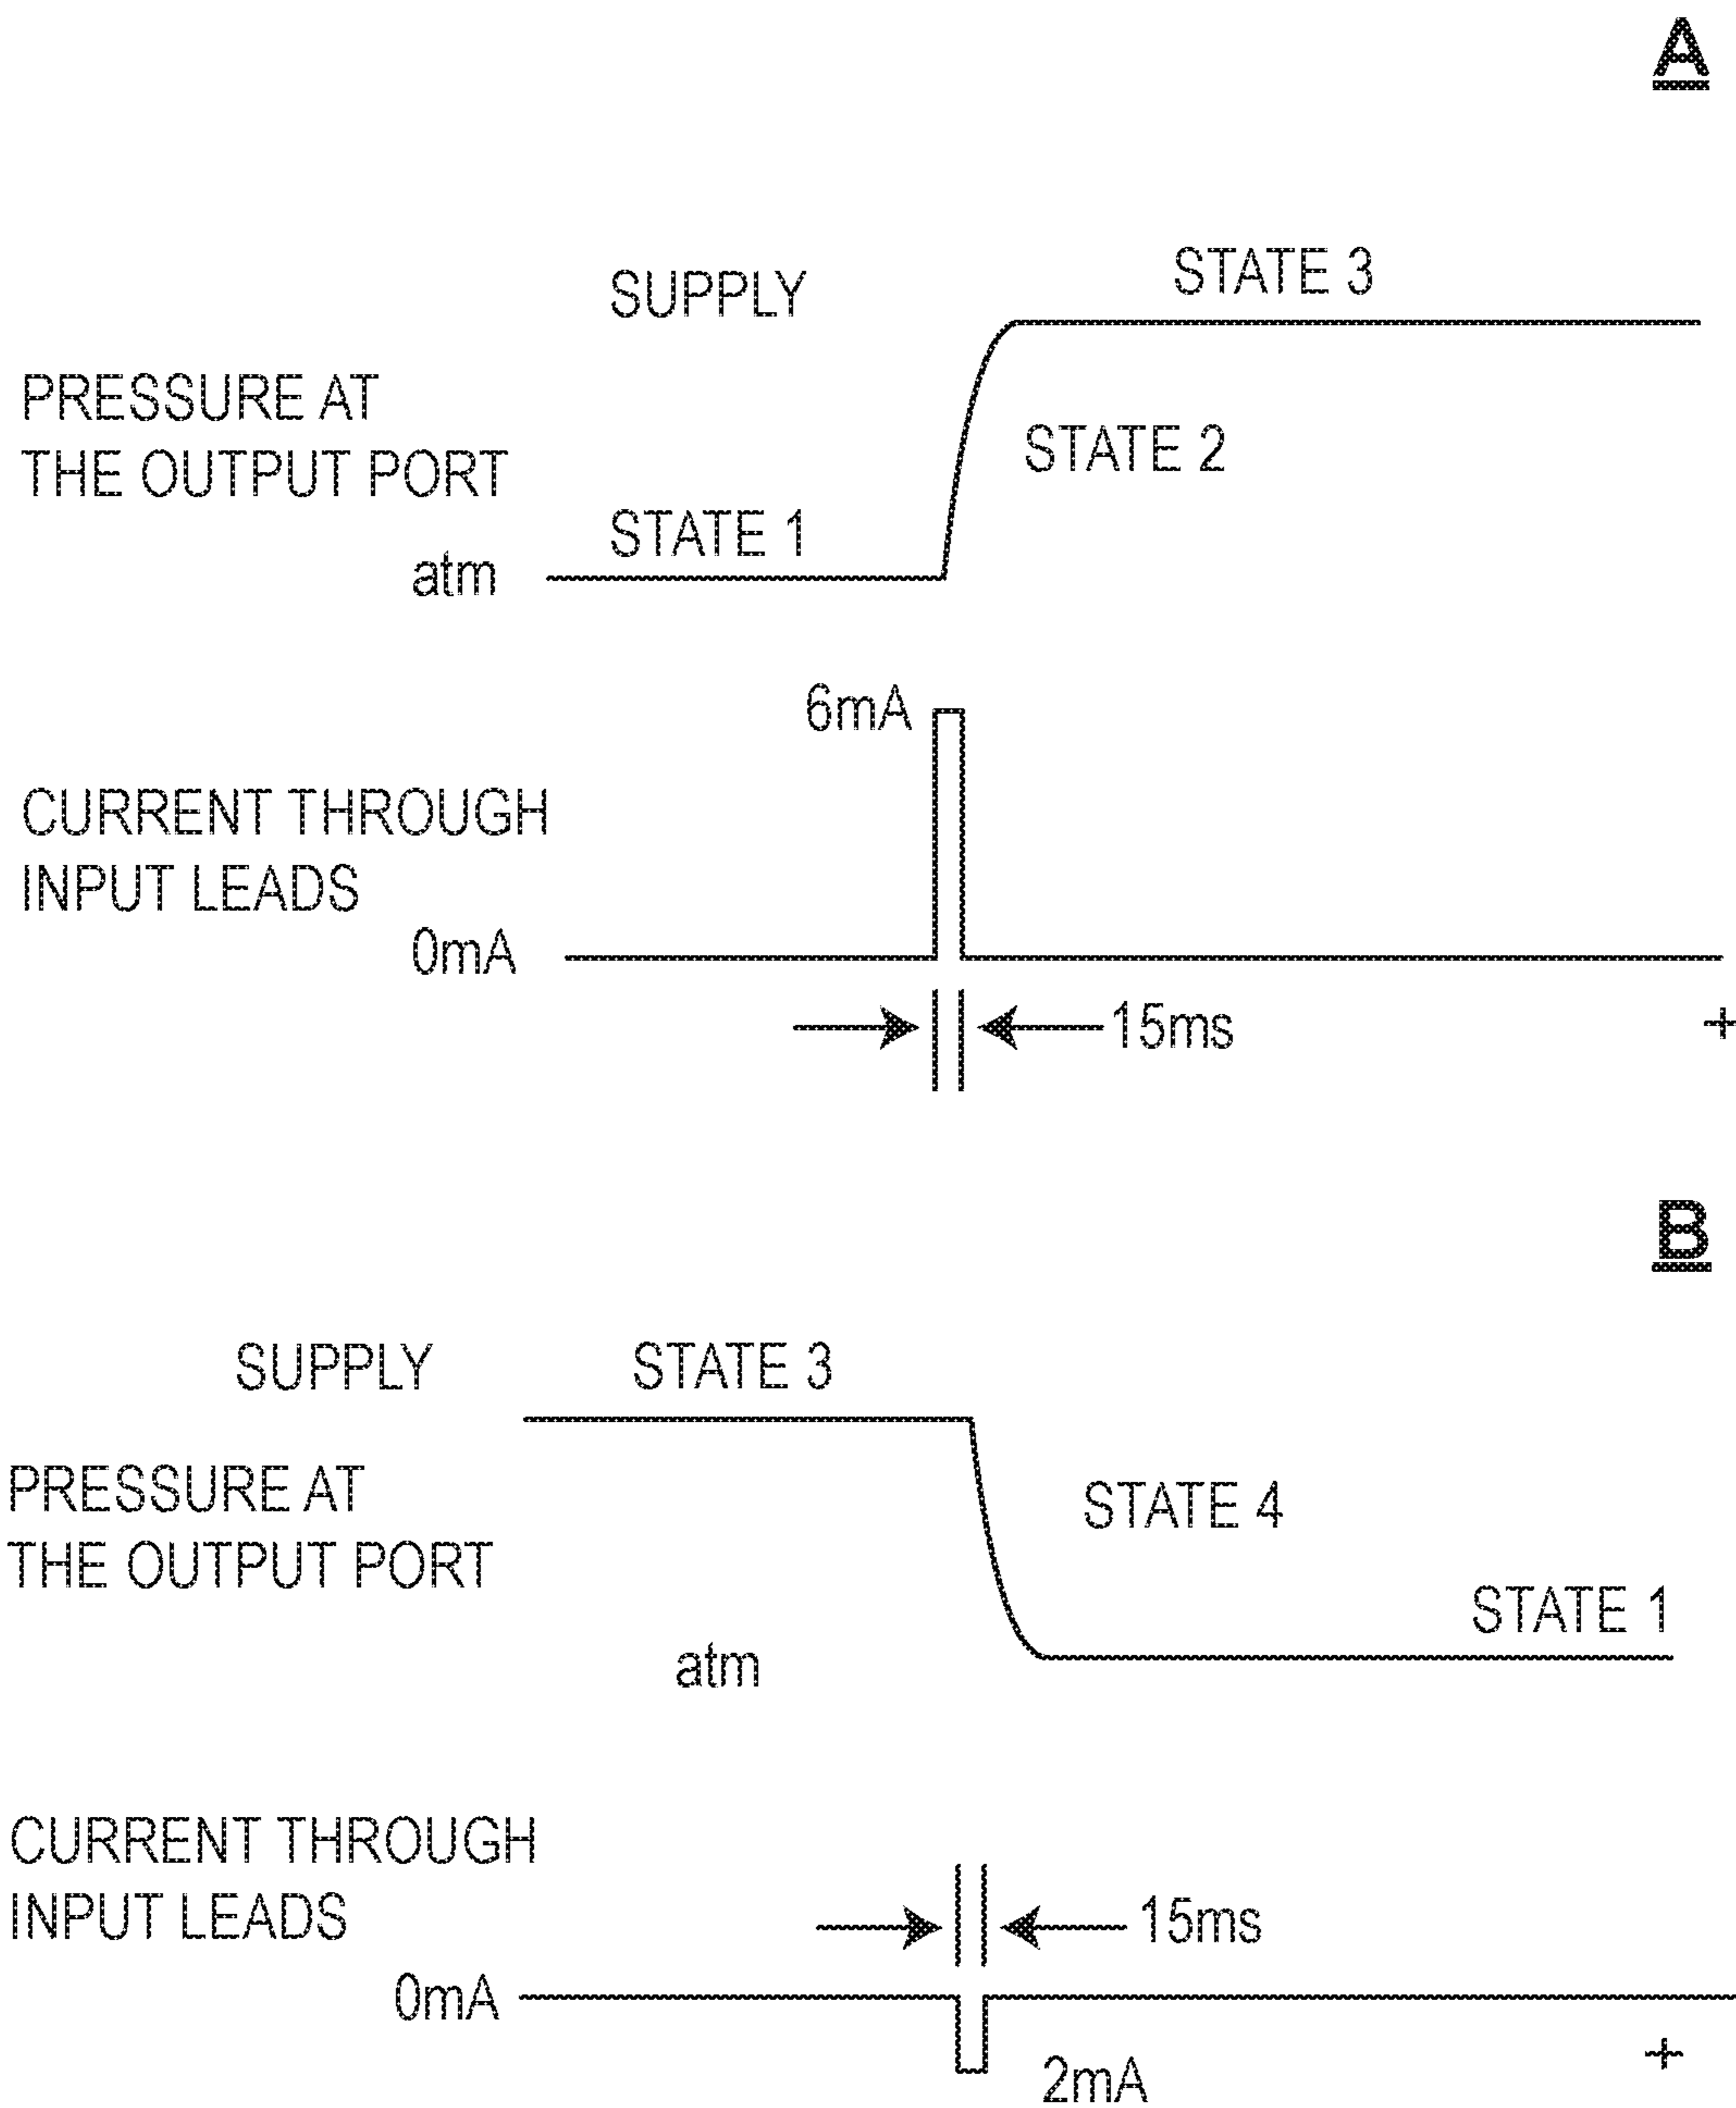 A
SUPPLY
STATE 3
PRESSURE AT
THE OUTPUT PORT
STATE 2
STATE 1
atm
6mA
CURRENT THROUGH
INPUT LEADS
0mA
15ms
+
B
SUPPLY
STATE 3
PRESSURE AT
THE OUTPUT PORT
STATE 4
STATE 1
atm
CURRENT THROUGH
INPUT LEADS
15ms
0mA
2mA
+